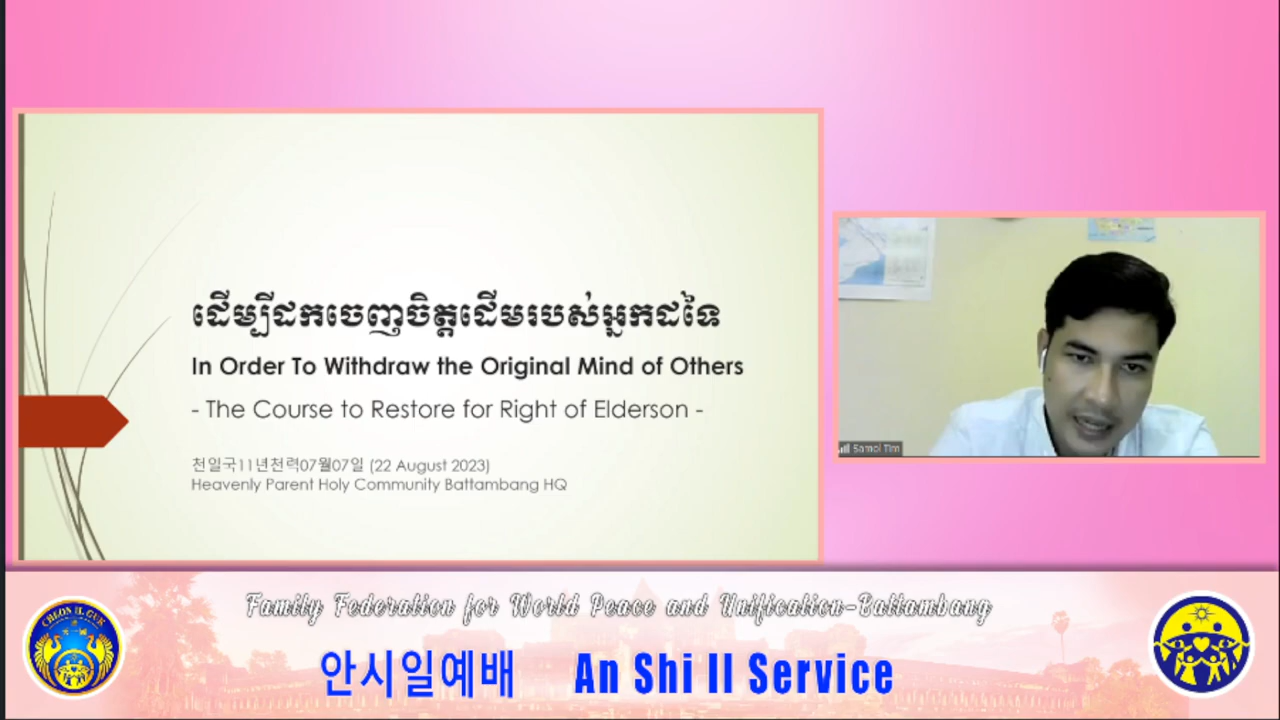 ដើម្បីដកចេញចិត្តដើមរបស់អ្នកដទៃ
In Order To Withdraw the Original Mind of Others
- The Course to Restore for Right of Elderson -
천일국11년천력07월07일 (22 August 2023)
Heavenly Parent Holy Community Battambang HQ
Samol Tim
Family Federation for World Peace and Unification-Battambang
CHEON IL GUK
안시일예배 An Shi Il Service